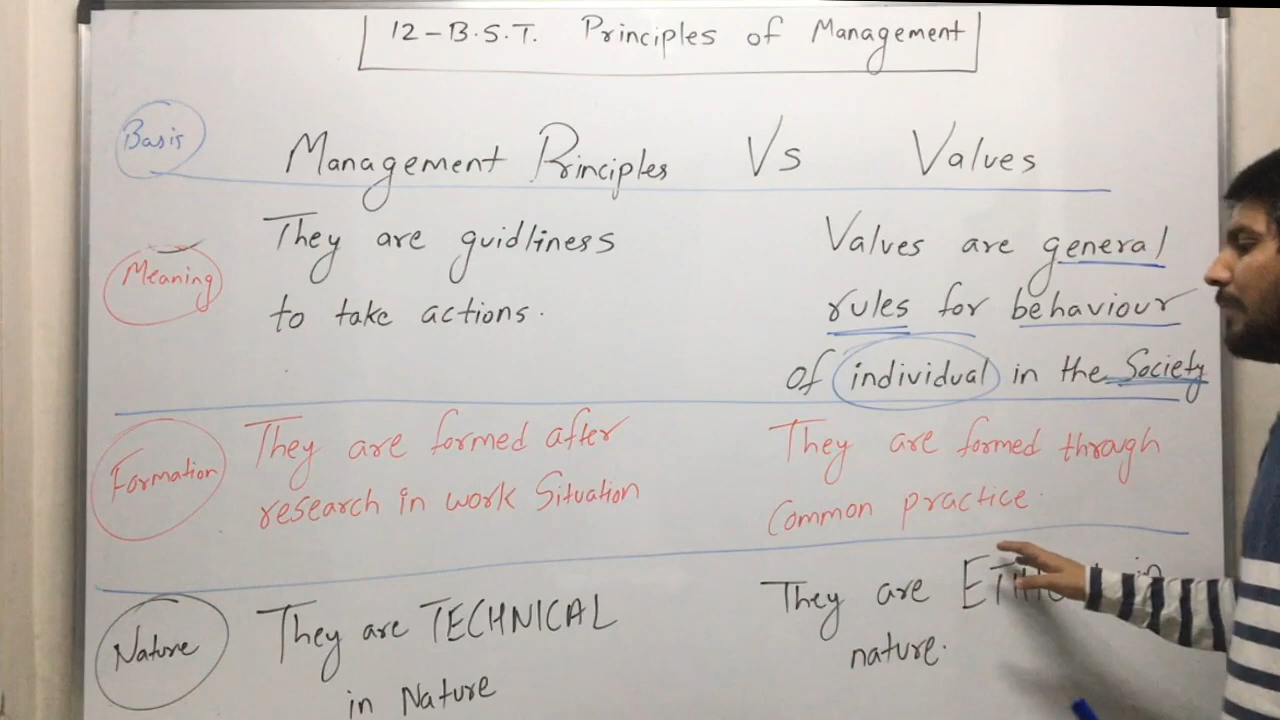 12-B.S.T. Principles of Management
Basis Management Principles Vs Values
Meaning
They are guidliness
to take actions.
Values are general
rules for behaviour
of individual in the Society
Formation
They are formed after
research in work Situation
They are formed through
Common practice.
Nature
They are TECHNICAL
in Nature
They are in
nature.